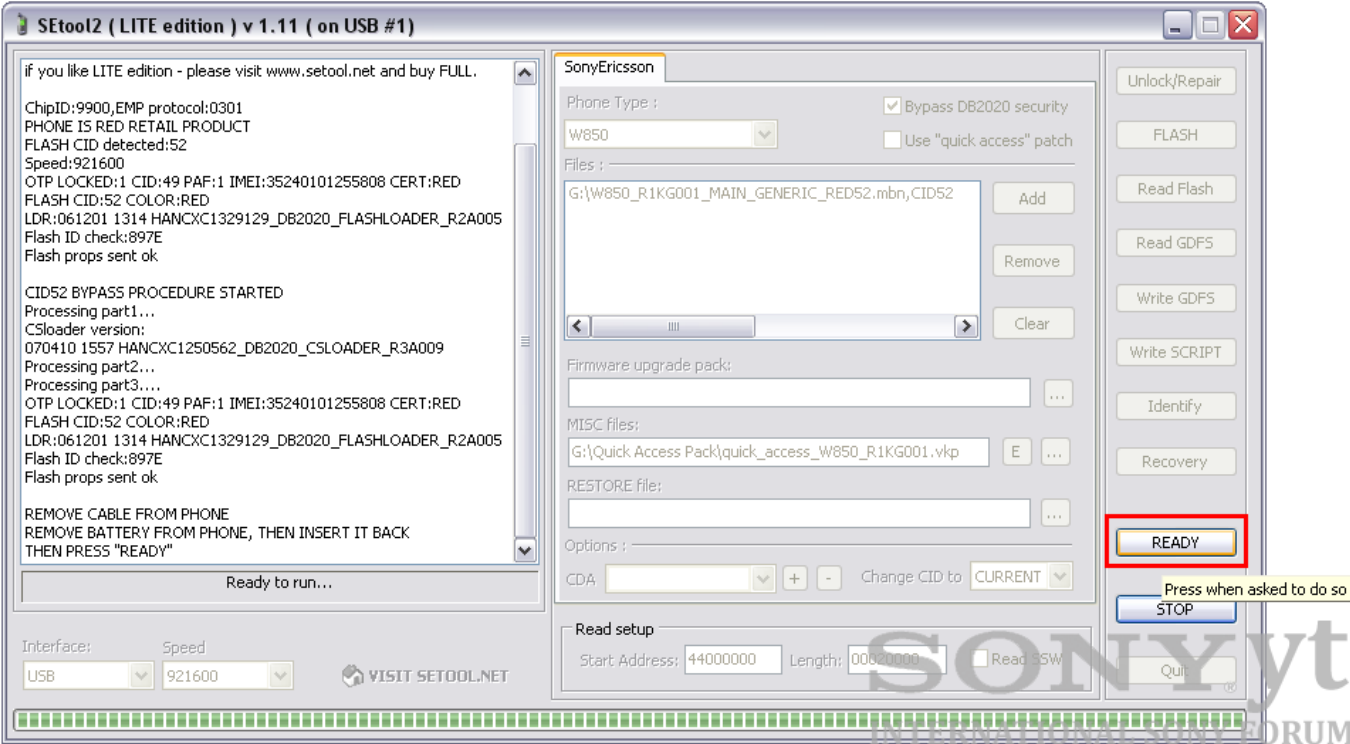 SEtool2 ( LITE edition ) v 1.11 ( on USB #1)
if you like LITE edition - please visit www.setool.net and buy FULL.
ChipID:9900,EMP protocol:0301
PHONE IS RED RETAIL PRODUCT
FLASH CID detected:52
Speed:921600
OTP LOCKED:1 CID:49 PAF:1 IMEI:35240101255808 CERT:RED
FLASH CID:52 COLOR:RED
LDR:061201 1314 HANCXC1329129_DB2020_FLASHLOADER_R2A005
Flash ID check:897E
Flash props sent ok
CID52 BYPASS PROCEDURE STARTED
Processing part1...
CSloader version:
070410 1557 HANCXC1250562_DB2020_CSLOADER_R3A009
Processing part2...
Processing part3....
OTP LOCKED:1 CID:49 PAF:1 IMEI:35240101255808 CERT:RED
FLASH CID:52 COLOR:RED
LDR:061201 1314 HANCXC1329129_DB2020_FLASHLOADER_R2A005
Flash ID check:897E
Flash props sent ok
REMOVE CABLE FROM PHONE
REMOVE BATTERY FROM PHONE, THEN INSERT IT BACK
THEN PRESS "READY"
Ready to run...
Interface:
Speed
USB
921600
VISIT SETOOL.NET
SonyEricsson
Phone Type :
Bypass DB2020 security
W850
Use "quick access" patch
Files :
G:\W850_R1KG001_MAIN_GENERIC_RED52.mbn,CID52
Add
Remove
Clear
Firmware upgrade pack:
...
MISC files:
G:\Quick Access Pack\quick_access_W850_R1KG001.vkp
E
...
RESTORE file:
...
Options :
CDA
+
-
Change CID to
CURRENT
Read setup
Start Address:
44000000
Length:
00020000
Read SSW
Unlock/Repair
FLASH
Read Flash
Read GDFS
Write GDFS
Write SCRIPT
Identify
Recovery
READY
Press when asked to do so
STOP
Quit
SONYyt
®
INTERNATIONAL SONY FORUM